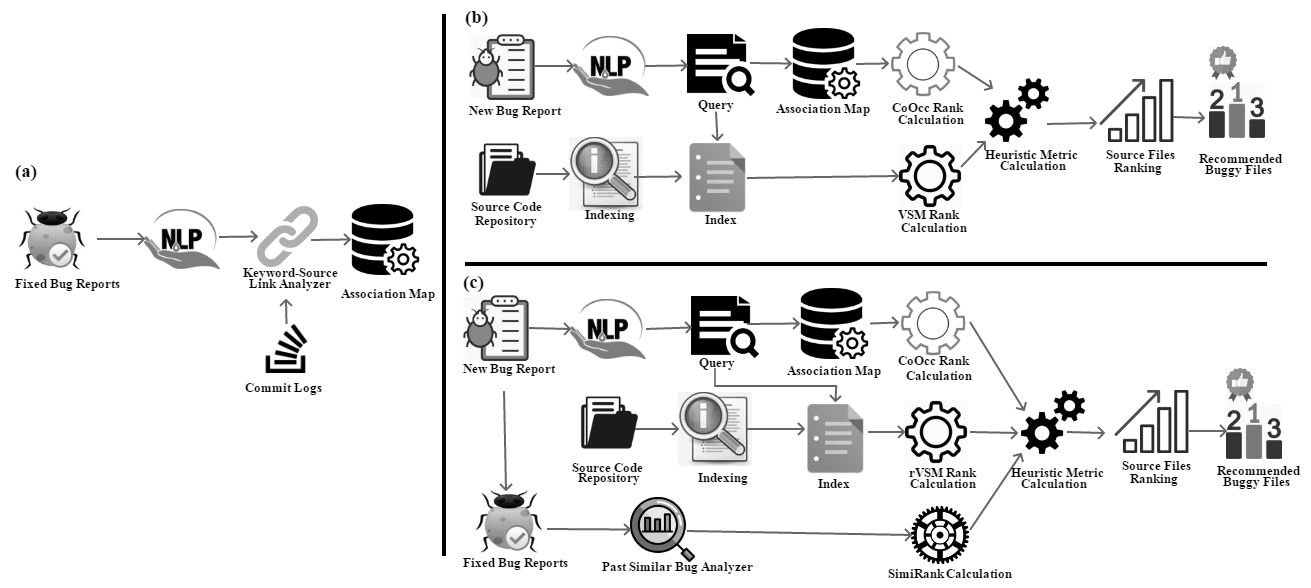 (a)
NLP
Fixed Bug Reports
Keyword-Source
Link Analyzer
Association Map
Commit Logs
(b)
NLP
New Bug Report
Query
Association Map
CoOcc Rank
Calculation
i
Source Code
Repository
Indexing
Index
VSM Rank
Calculation
Heuristic Metric
Calculation
Source Files
Ranking
2 1 3
Recommended
Buggy Files
(c)
NLP
New Bug Report
Query
Association Map
CoOcc Rank
Calculation
i
Source Code
Repository
Indexing
Index
rVSM Rank
Calculation
Heuristic Metric
Calculation
Source Files
Ranking
2 1 3
Recommended
Buggy Files
Fixed Bug Reports
Past Similar Bug Analyzer
SimiRank Calculation